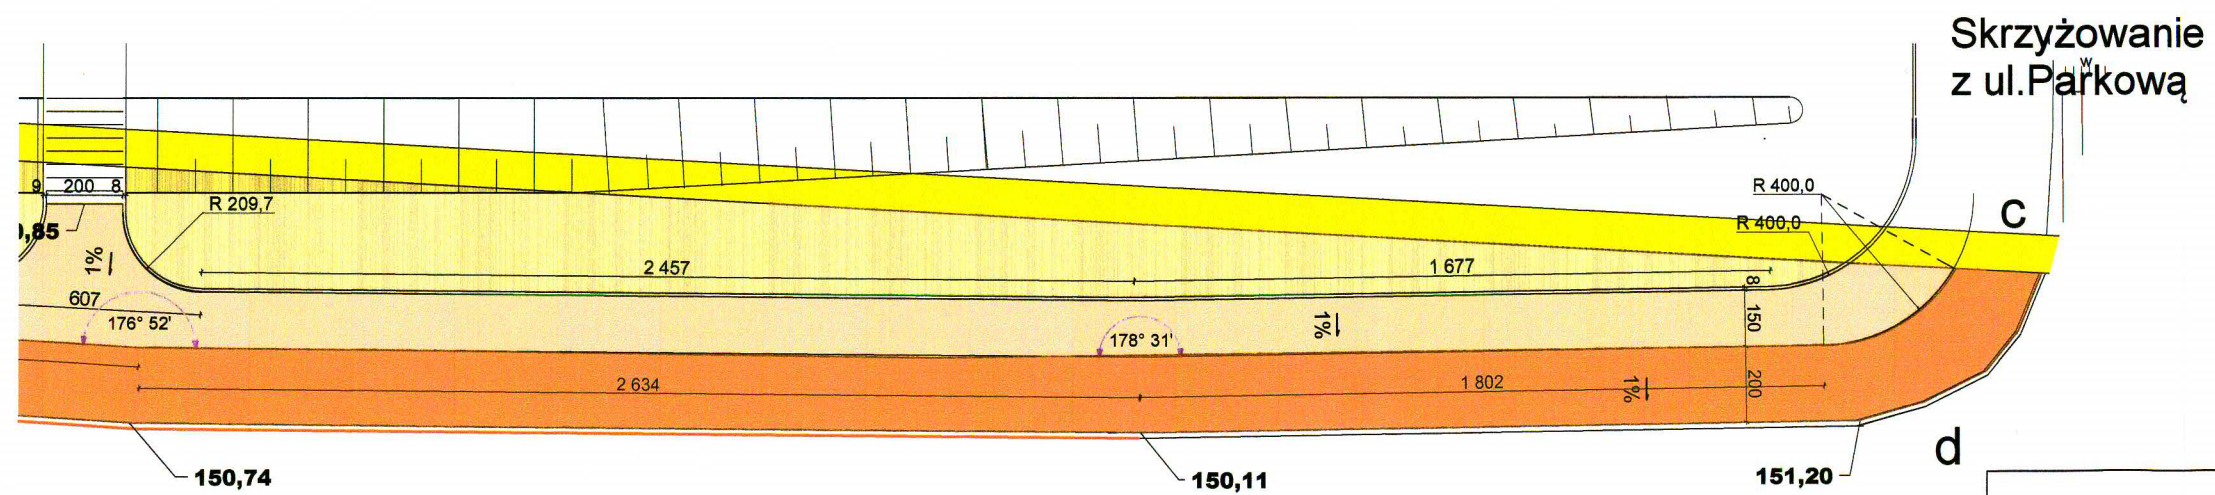 Skrzyżowanie
z ul.Parkową
w
9 200 8
R 209,7
R 400,0
R 400,0
c
,85
1%
2 457
1 677
8
607
176° 52'
178° 31'
1%
150
2 634
1 802
1%
200
150,74
150,11
151,20
d